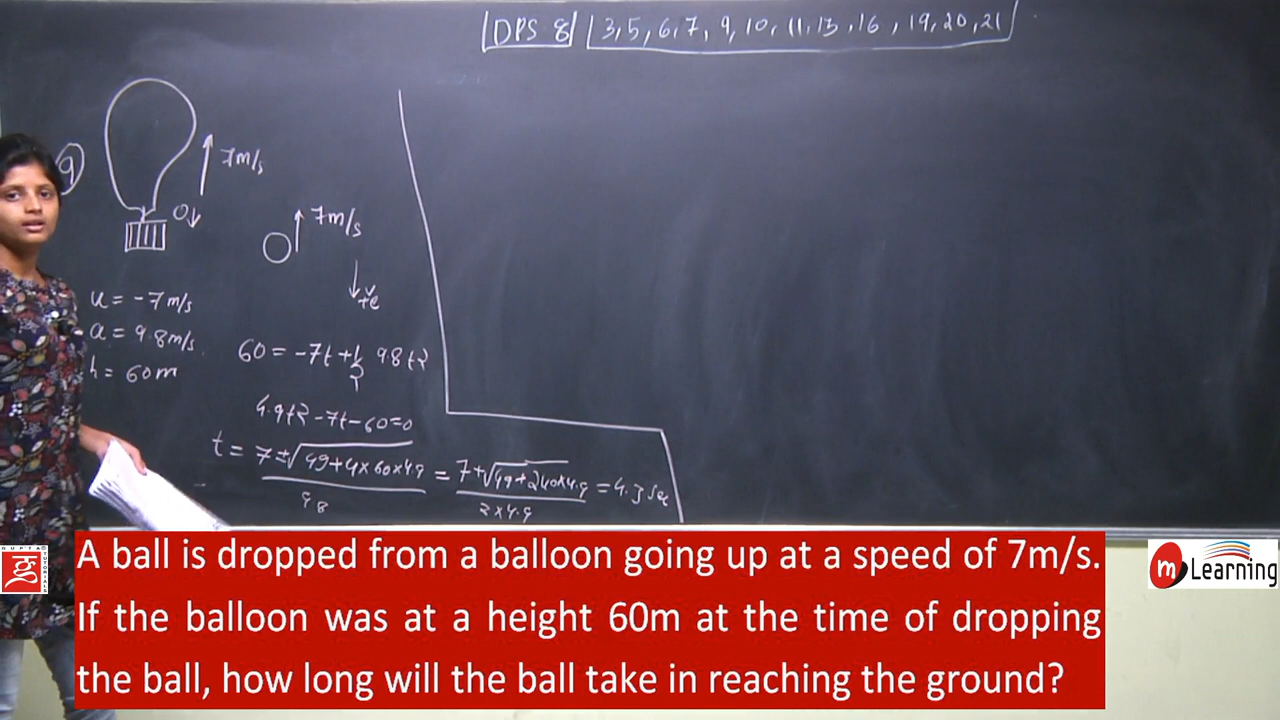 DPS 8 3,5,6,7,9,10,11,13,16,19,20,21
9
7m/s
7m/s
+ve
u = -7 m/s
a = 9.8m/s
h = 60m
60 = -7t + 1/2 9.8t2
4.9t2 - 7t - 60 = 0
t = 7 ± √49+4×60×4.9 / 9.8 = 7+√49+240×4.9 / 2×4.9 = 4.3 sec
A ball is dropped from a balloon going up at a speed of 7m/s.
If the balloon was at a height 60m at the time of dropping
the ball, how long will the ball take in reaching the ground?
GUPTA TUTORIALS
m Learning